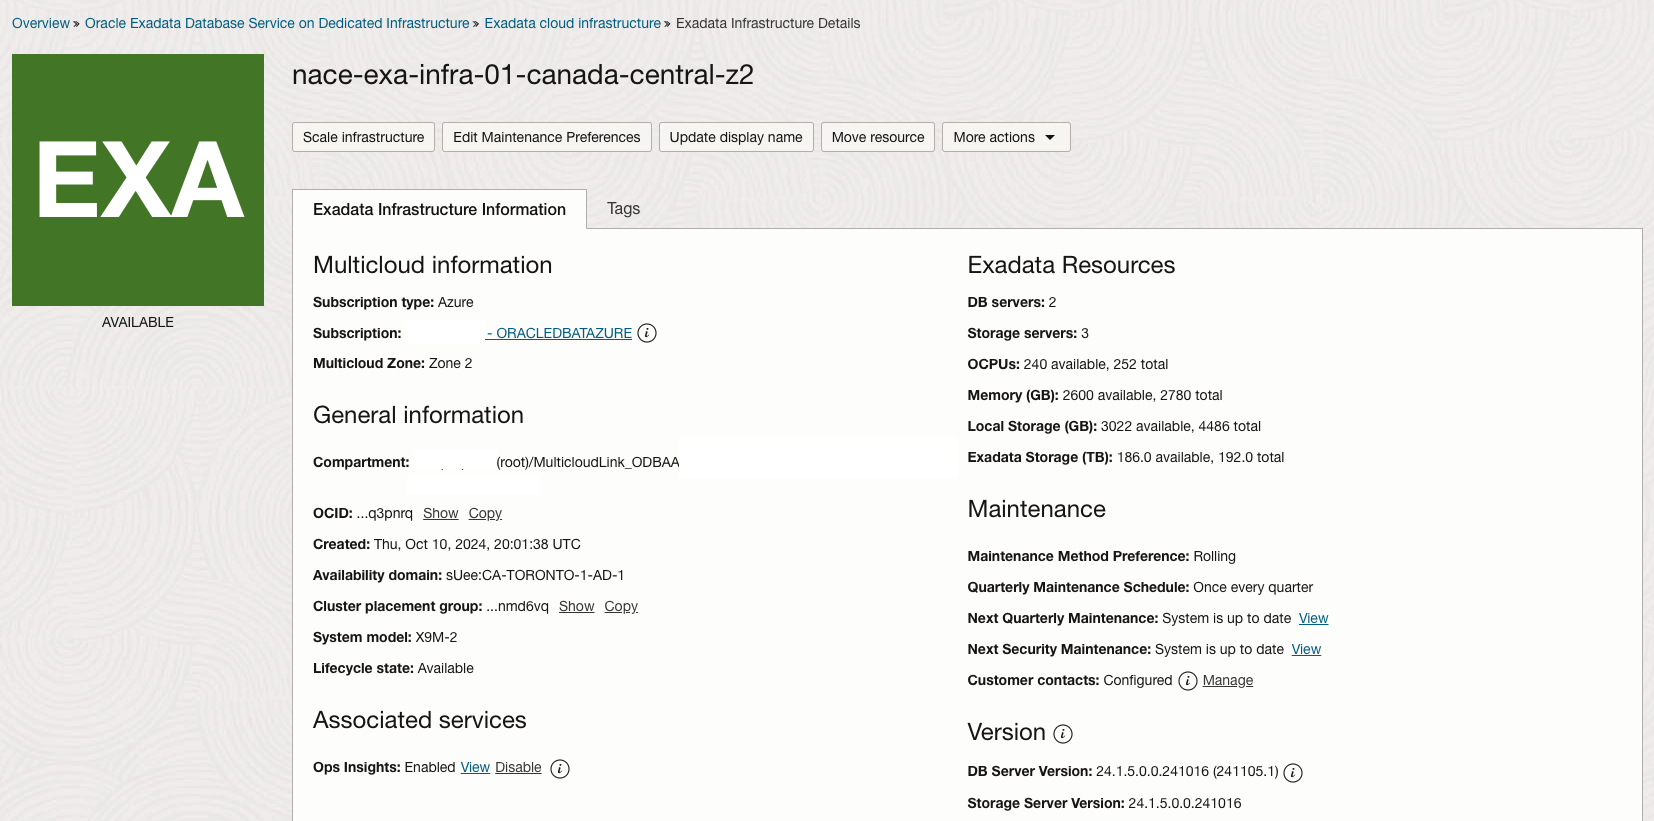 Overview » Oracle Exadata Database Service on Dedicated Infrastructure » Exadata cloud infrastructure » Exadata Infrastructure Details
EXA
AVAILABLE
nace-exa-infra-01-canada-central-z2
Scale infrastructure Edit Maintenance Preferences Update display name Move resource More actions
Exadata Infrastructure Information Tags
Multicloud information
Subscription type: Azure
Subscription: - ORACLEDBATAZURE i
Multicloud Zone: Zone 2
General information
Compartment: (root)/MulticloudLink_ODBAA
OCID: ...q3pnrq Show Copy
Created: Thu, Oct 10, 2024, 20:01:38 UTC
Availability domain: sUee:CA-TORONTO-1-AD-1
Cluster placement group: ...nmd6vq Show Copy
System model: X9M-2
Lifecycle state: Available
Associated services
Ops Insights: Enabled View Disable i
Exadata Resources
DB servers: 2
Storage servers: 3
OCPUs: 240 available, 252 total
Memory (GB): 2600 available, 2780 total
Local Storage (GB): 3022 available, 4486 total
Exadata Storage (TB): 186.0 available, 192.0 total
Maintenance
Maintenance Method Preference: Rolling
Quarterly Maintenance Schedule: Once every quarter
Next Quarterly Maintenance: System is up to date View
Next Security Maintenance: System is up to date View
Customer contacts: Configured i Manage
Version i
DB Server Version: 24.1.5.0.0.241016 (241105.1) i
Storage Server Version: 24.1.5.0.0.241016